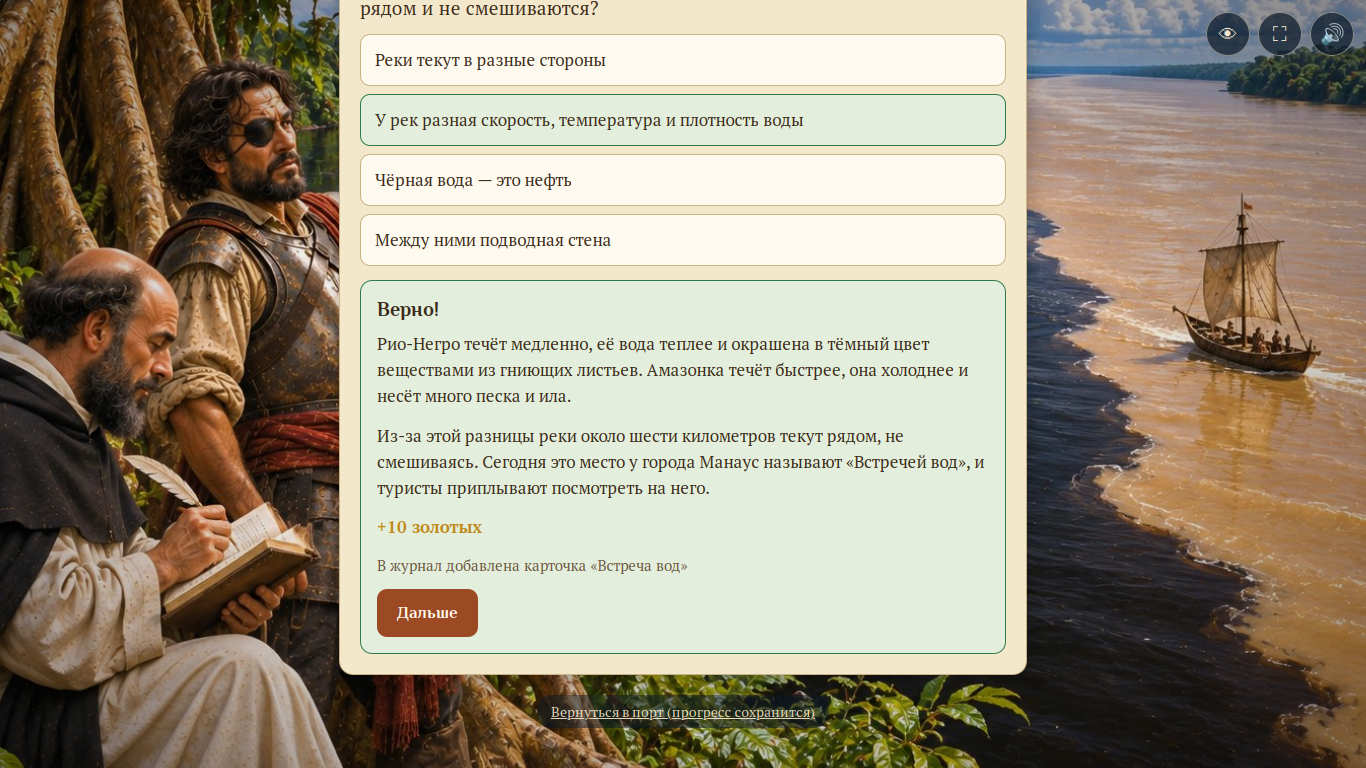 рядом и не смешиваются?
Реки текут в разные стороны
У рек разная скорость, температура и плотность воды
Чёрная вода — это нефть
Между ними подводная стена
Верно!
Рио-Негро течёт медленно, её вода теплее и окрашена в тёмный цвет
веществами из гниющих листьев. Амазонка течёт быстрее, она холоднее и
несёт много песка и ила.
Из-за этой разницы реки около шести километров текут рядом, не
смешиваясь. Сегодня это место у города Манаус называют «Встречей вод», и
туристы приплывают посмотреть на него.
+10 золотых
В журнал добавлена карточка «Встреча вод»
Дальше
Вернуться в порт (прогресс сохранится)